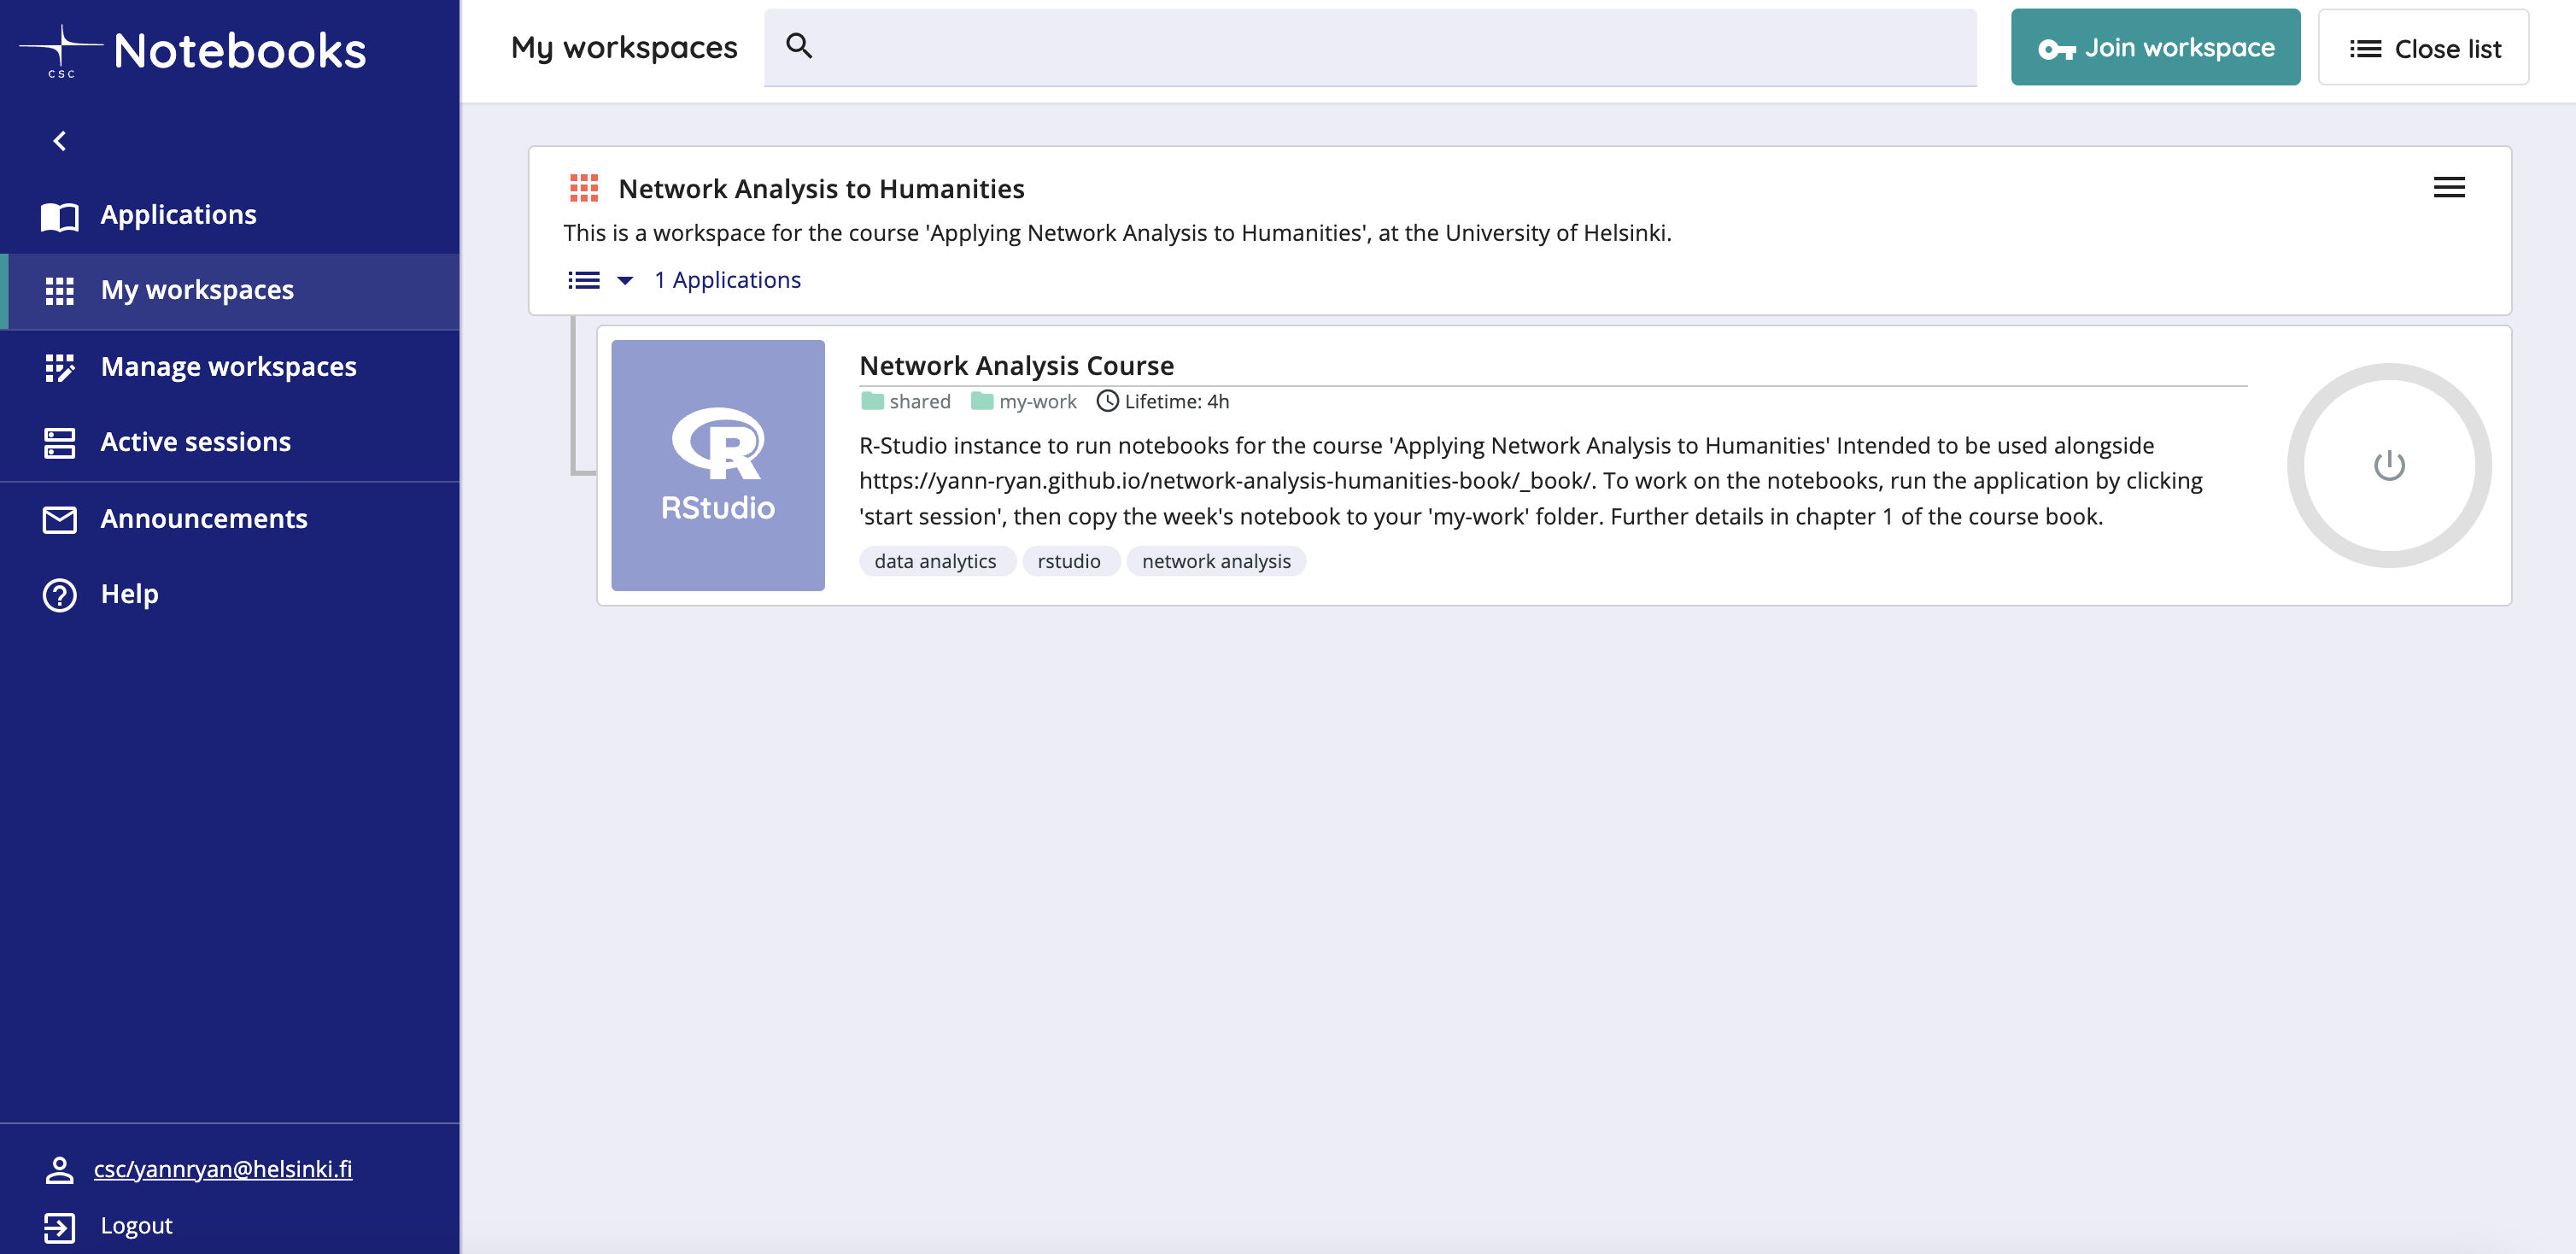 CSC
Notebooks
Applications
My workspaces
Manage workspaces
Active sessions
Announcements
Help
csc/yannryan@helsinki.fi
Logout
My workspaces
Join workspace
Close list
Network Analysis to Humanities
This is a workspace for the course 'Applying Network Analysis to Humanities', at the University of Helsinki.
1 Applications
R
RStudio
Network Analysis Course
shared my-work Lifetime: 4h
R-Studio instance to run notebooks for the course 'Applying Network Analysis to Humanities' Intended to be used alongside
https://yann-ryan.github.io/network-analysis-humanities-book/_book/. To work on the notebooks, run the application by clicking
'start session', then copy the week's notebook to your 'my-work' folder. Further details in chapter 1 of the course book.
data analytics rstudio network analysis